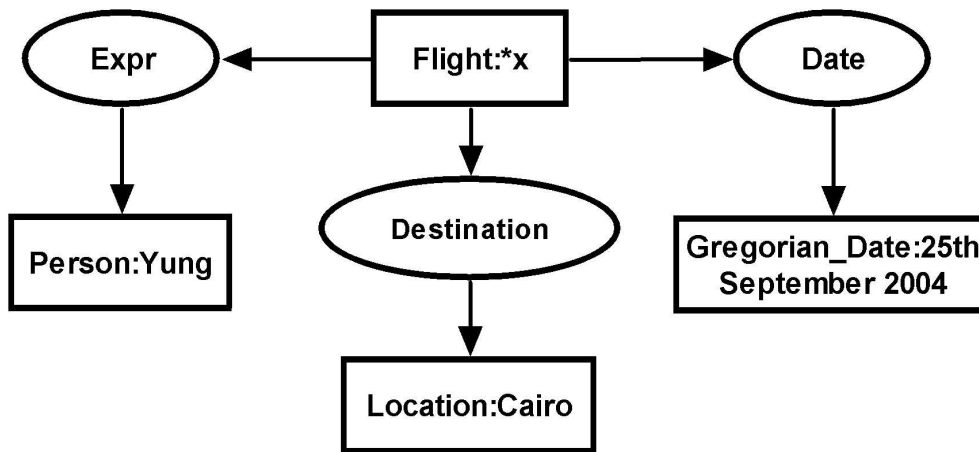 Expr
Flight:*x
Date
Destination
Person:Yung
Gregorian_Date:25th
September 2004
Location:Cairo